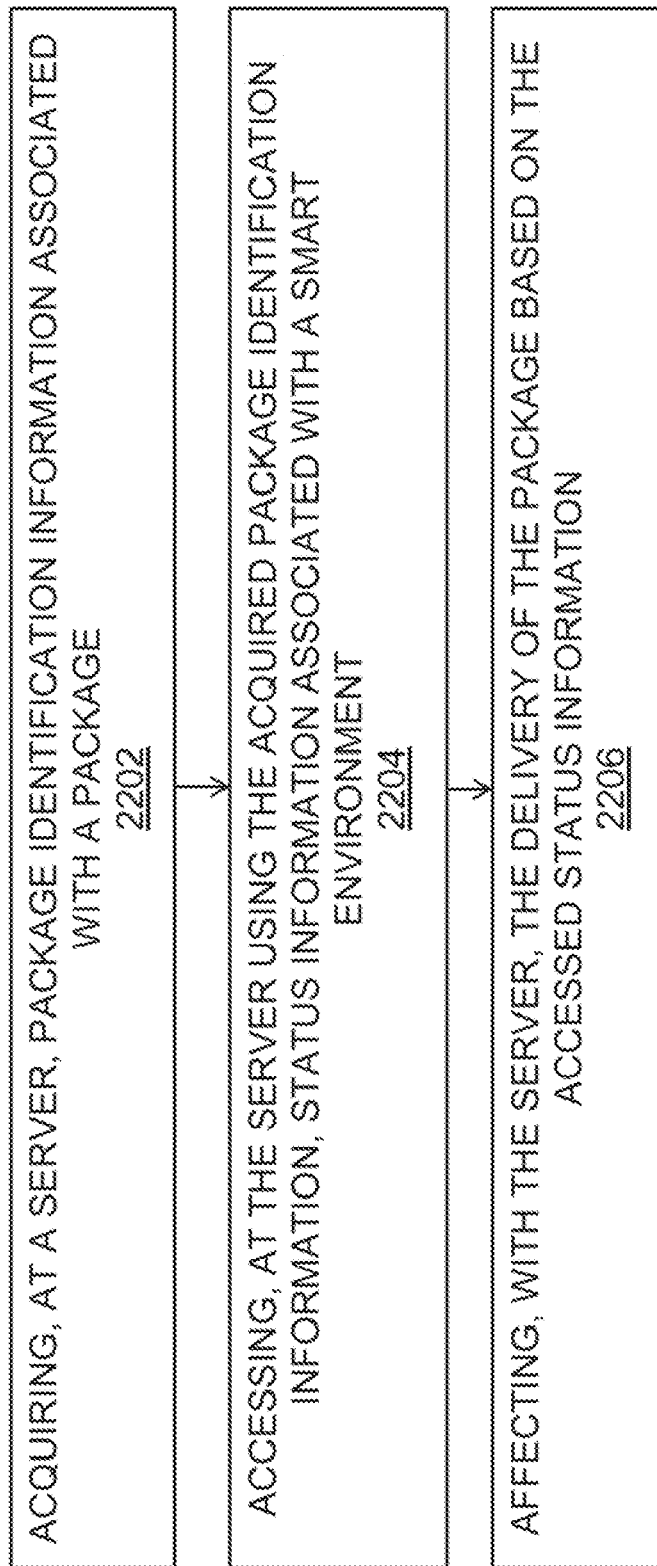 ACQUIRING, AT A SERVER, PACKAGE IDENTIFICATION INFORMATION ASSOCIATED
WITH A PACKAGE
2202
ACCESSING, AT THE SERVER USING THE ACQUIRED PACKAGE IDENTIFICATION
INFORMATION, STATUS INFORMATION ASSOCIATED WITH A SMART
ENVIRONMENT
2204
AFFECTING, WITH THE SERVER, THE DELIVERY OF THE PACKAGE BASED ON THE
ACCESSED STATUS INFORMATION
2206